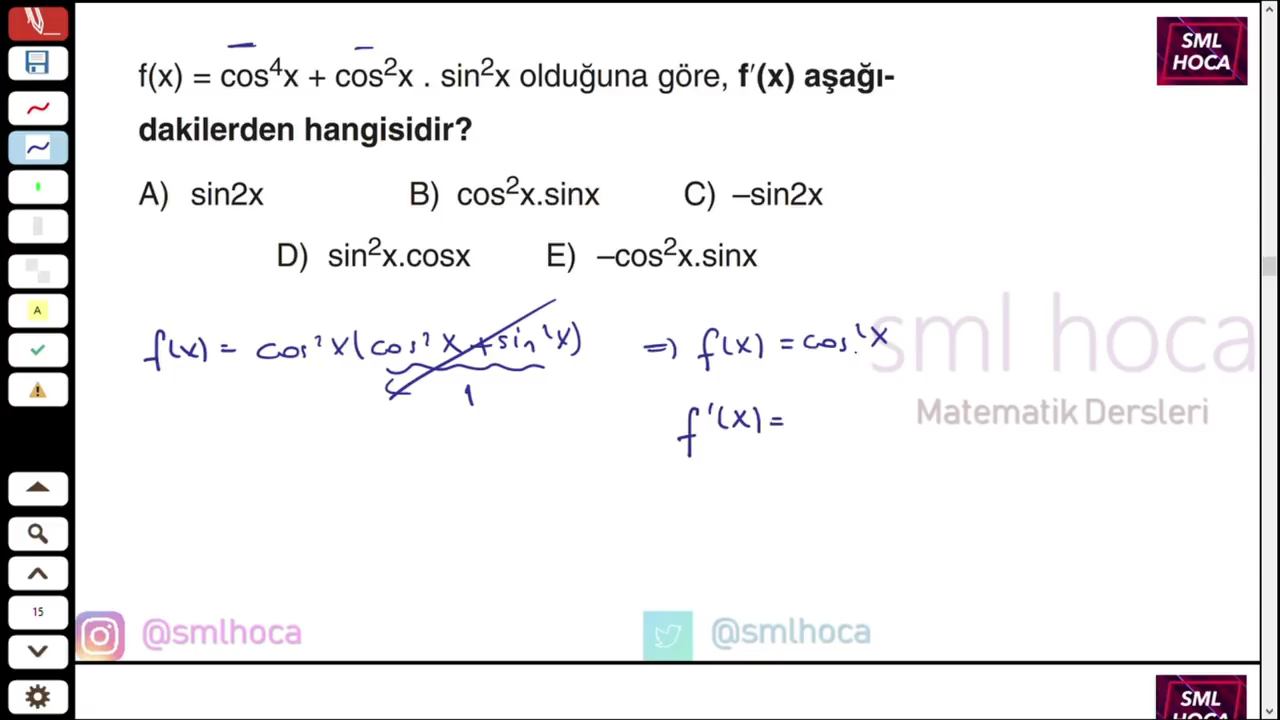 SML
HOCA
f(x) = cos⁴x + cos²x . sin²x olduğuna göre, f′(x) aşağı-
dakilerden hangisidir?
A) sin2x B) cos²x.sinx C) –sin2x
D) sin²x.cosx E) –cos²x.sinx
f(x) = cos²x(cos²x + sin²x) ⇒ f(x) = cos²x
1
f'(x) =
sml hoca
Matematik Dersleri
A
15
@smlhoca @smlhoca
SML